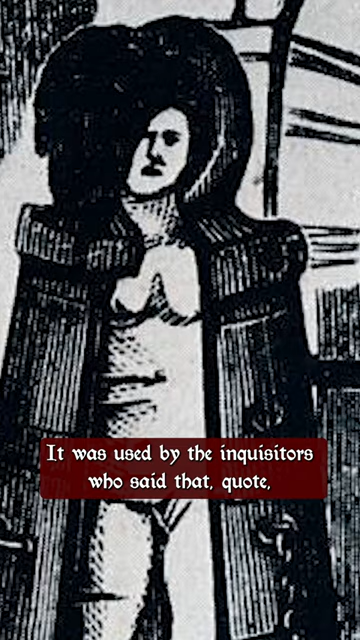 It was used by the inquisitors
who said that, quote,